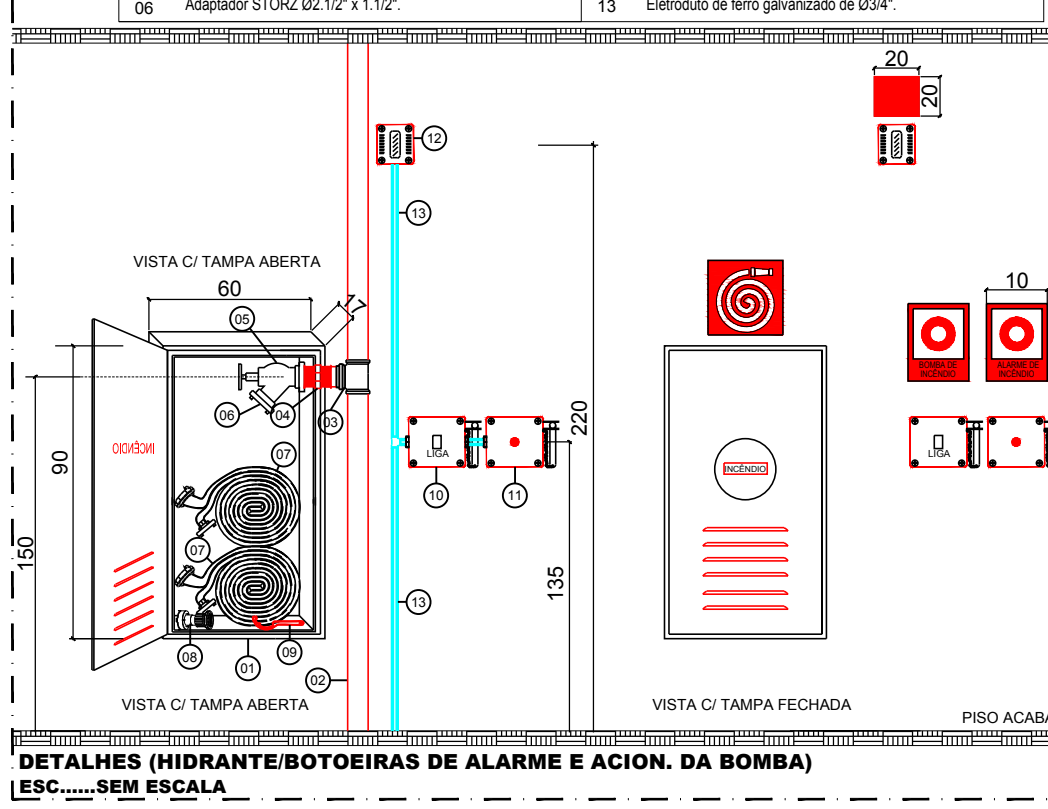 06 Adaptador STORZ Ø2.1/2" x 1.1/2".
13 Eletroduto de ferro galvanizado de Ø3/4".
20
20
12
13
VISTA C/ TAMPA ABERTA
60
17
05
10
BOMBA DE
INCÊNDIO
ALARME DE
INCÊNDIO
06
04
03
220
INCÊNDIO
07
LIGA
LIGA
90
10
11
INCÊNDIO
150
07
135
13
08
01
09
02
VISTA C/ TAMPA ABERTA
VISTA C/ TAMPA FECHADA
PISO ACABA
DETALHES (HIDRANTE/BOTOEIRAS DE ALARME E ACION. DA BOMBA)
ESC......SEM ESCALA